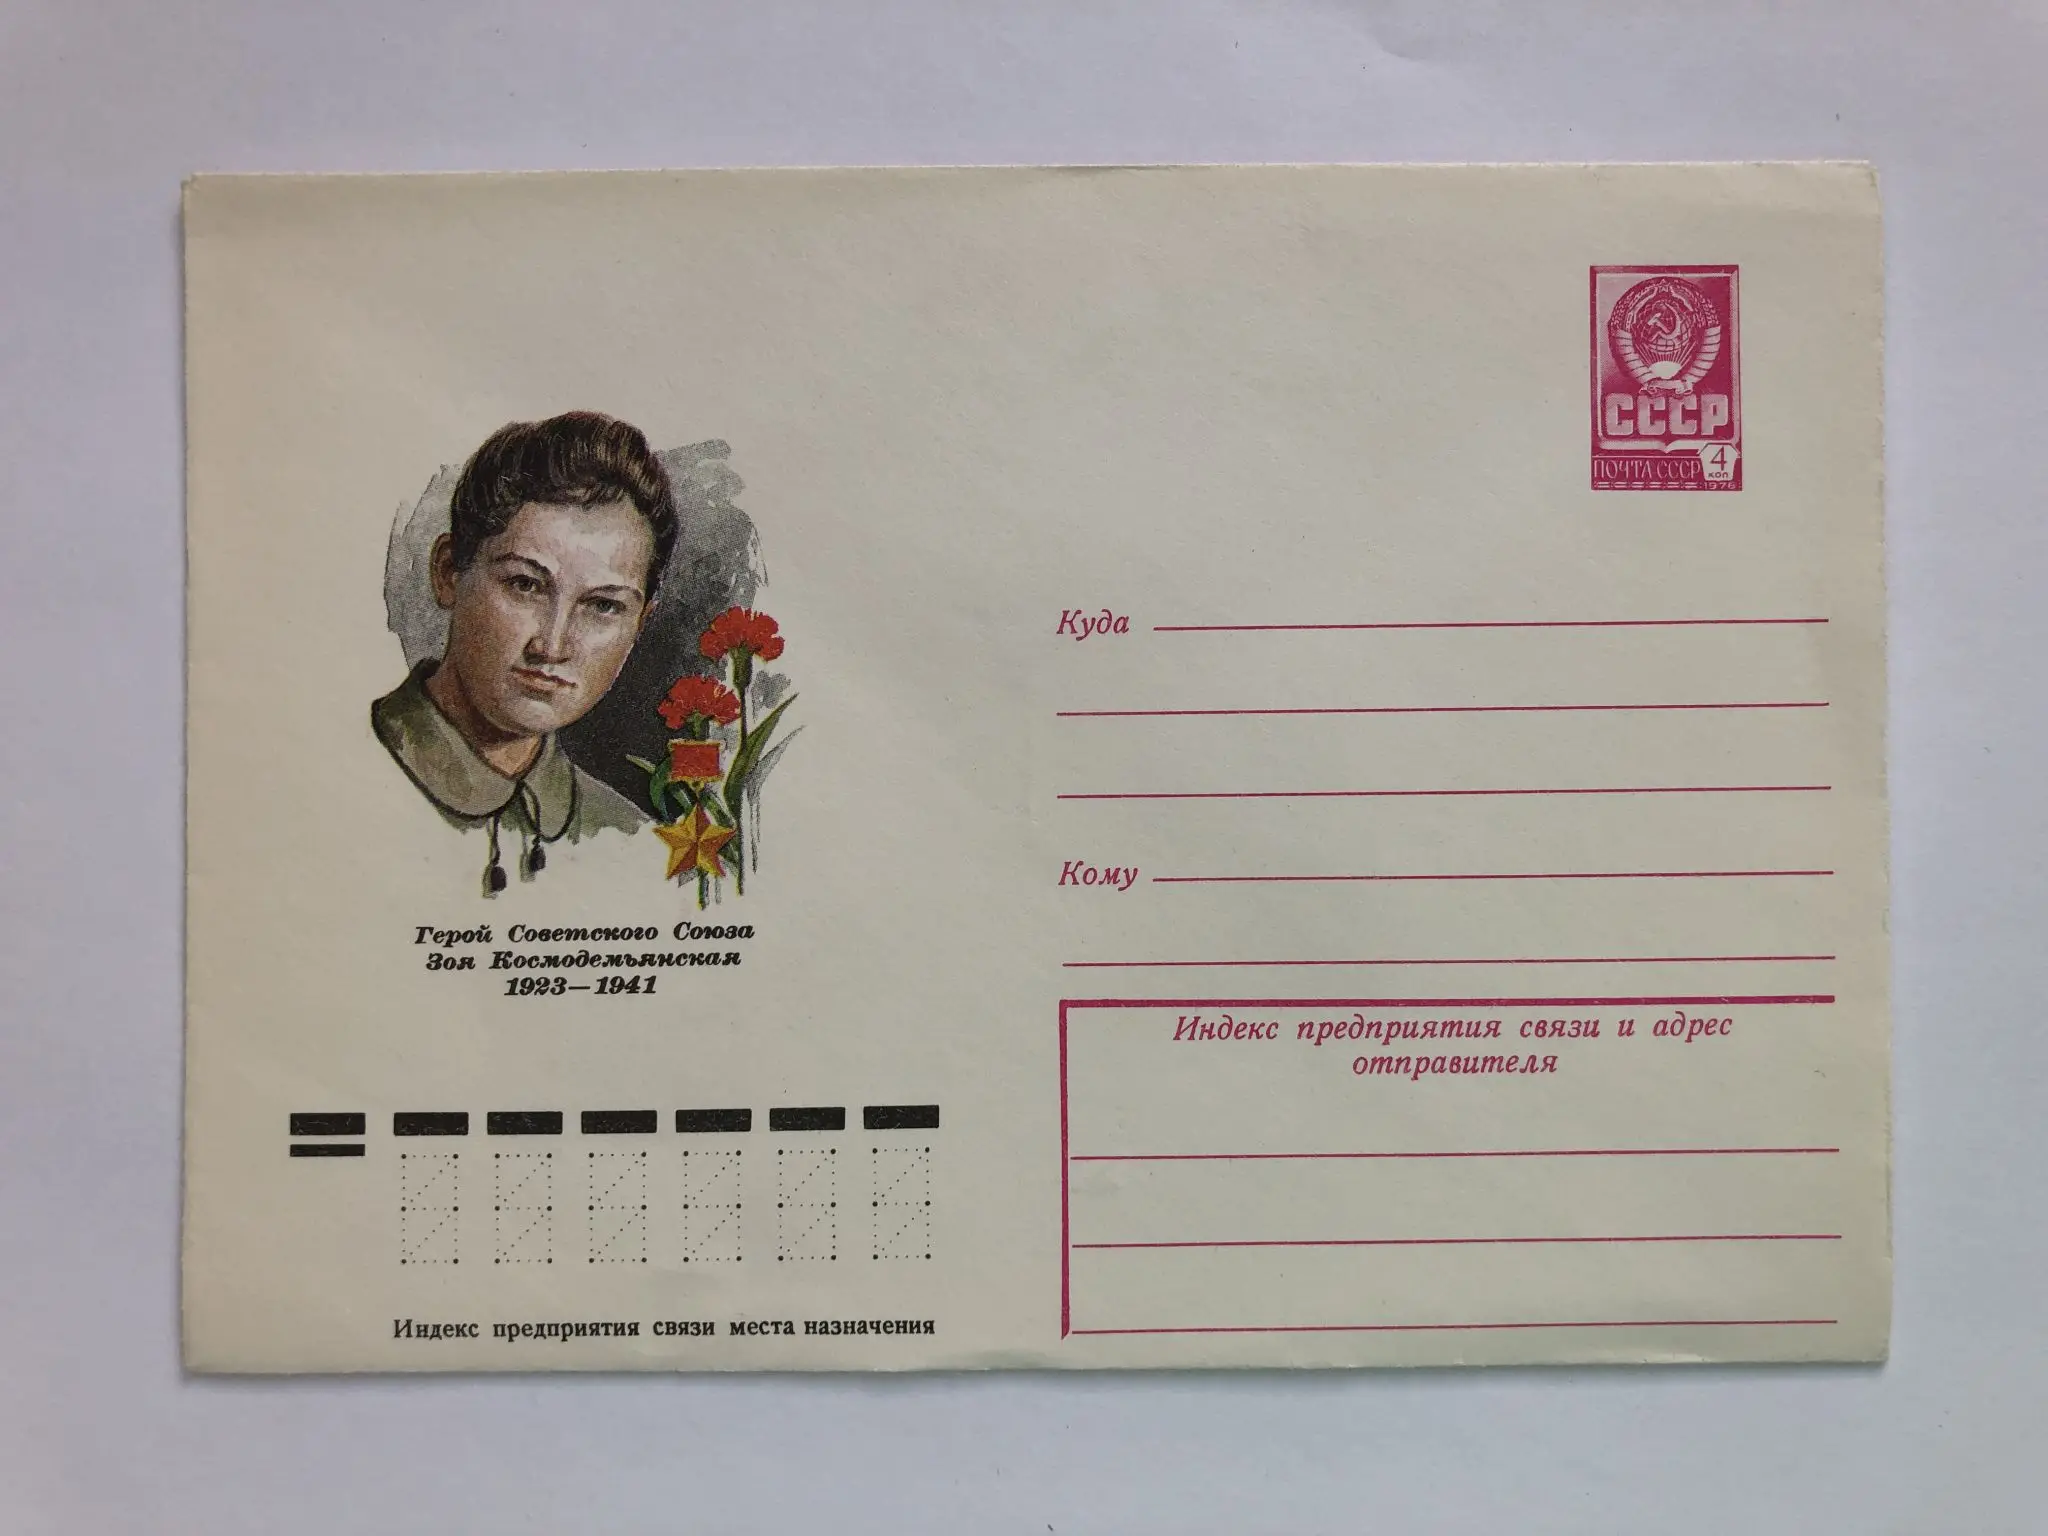 СССР
ПОЧТА СССР 4
коп
1976
Куда
Кому
Герой Советского Союза
Зоя Космодемьянская
1923—1941
Индекс предприятия связи и адрес
отправителя
Индекс предприятия связи места назначения